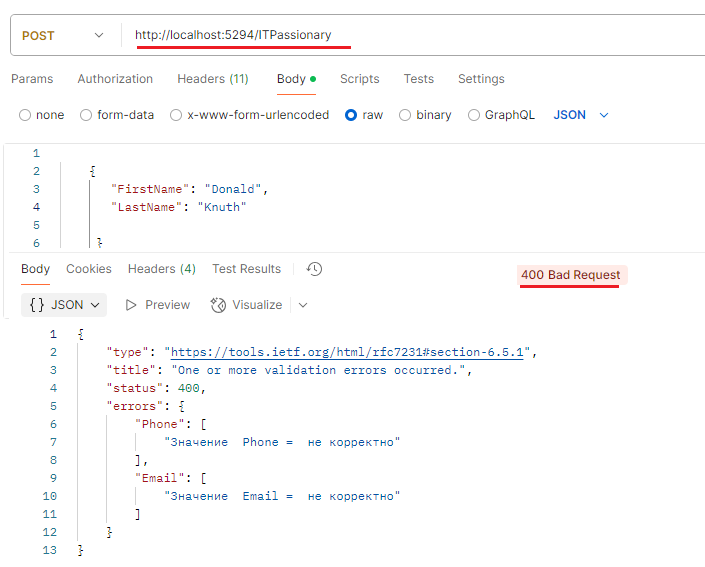 POST http://localhost:5294/ITPassionary
Params Authorization Headers (11) Body Scripts Tests Settings
none form-data x-www-form-urlencoded raw binary GraphQL JSON
1
2 {
3 "FirstName": "Donald",
4 "LastName": "Knuth"
5
6 }
Body Cookies Headers (4) Test Results 400 Bad Request
{} JSON Preview Visualize
1 {
2 "type": "https://tools.ietf.org/html/rfc7231#section-6.5.1",
3 "title": "One or more validation errors occurred.",
4 "status": 400,
5 "errors": {
6 "Phone": [
7 "Значение  Phone =  не корректно"
8 ],
9 "Email": [
10 "Значение  Email =  не корректно"
11 ]
12 }
13 }